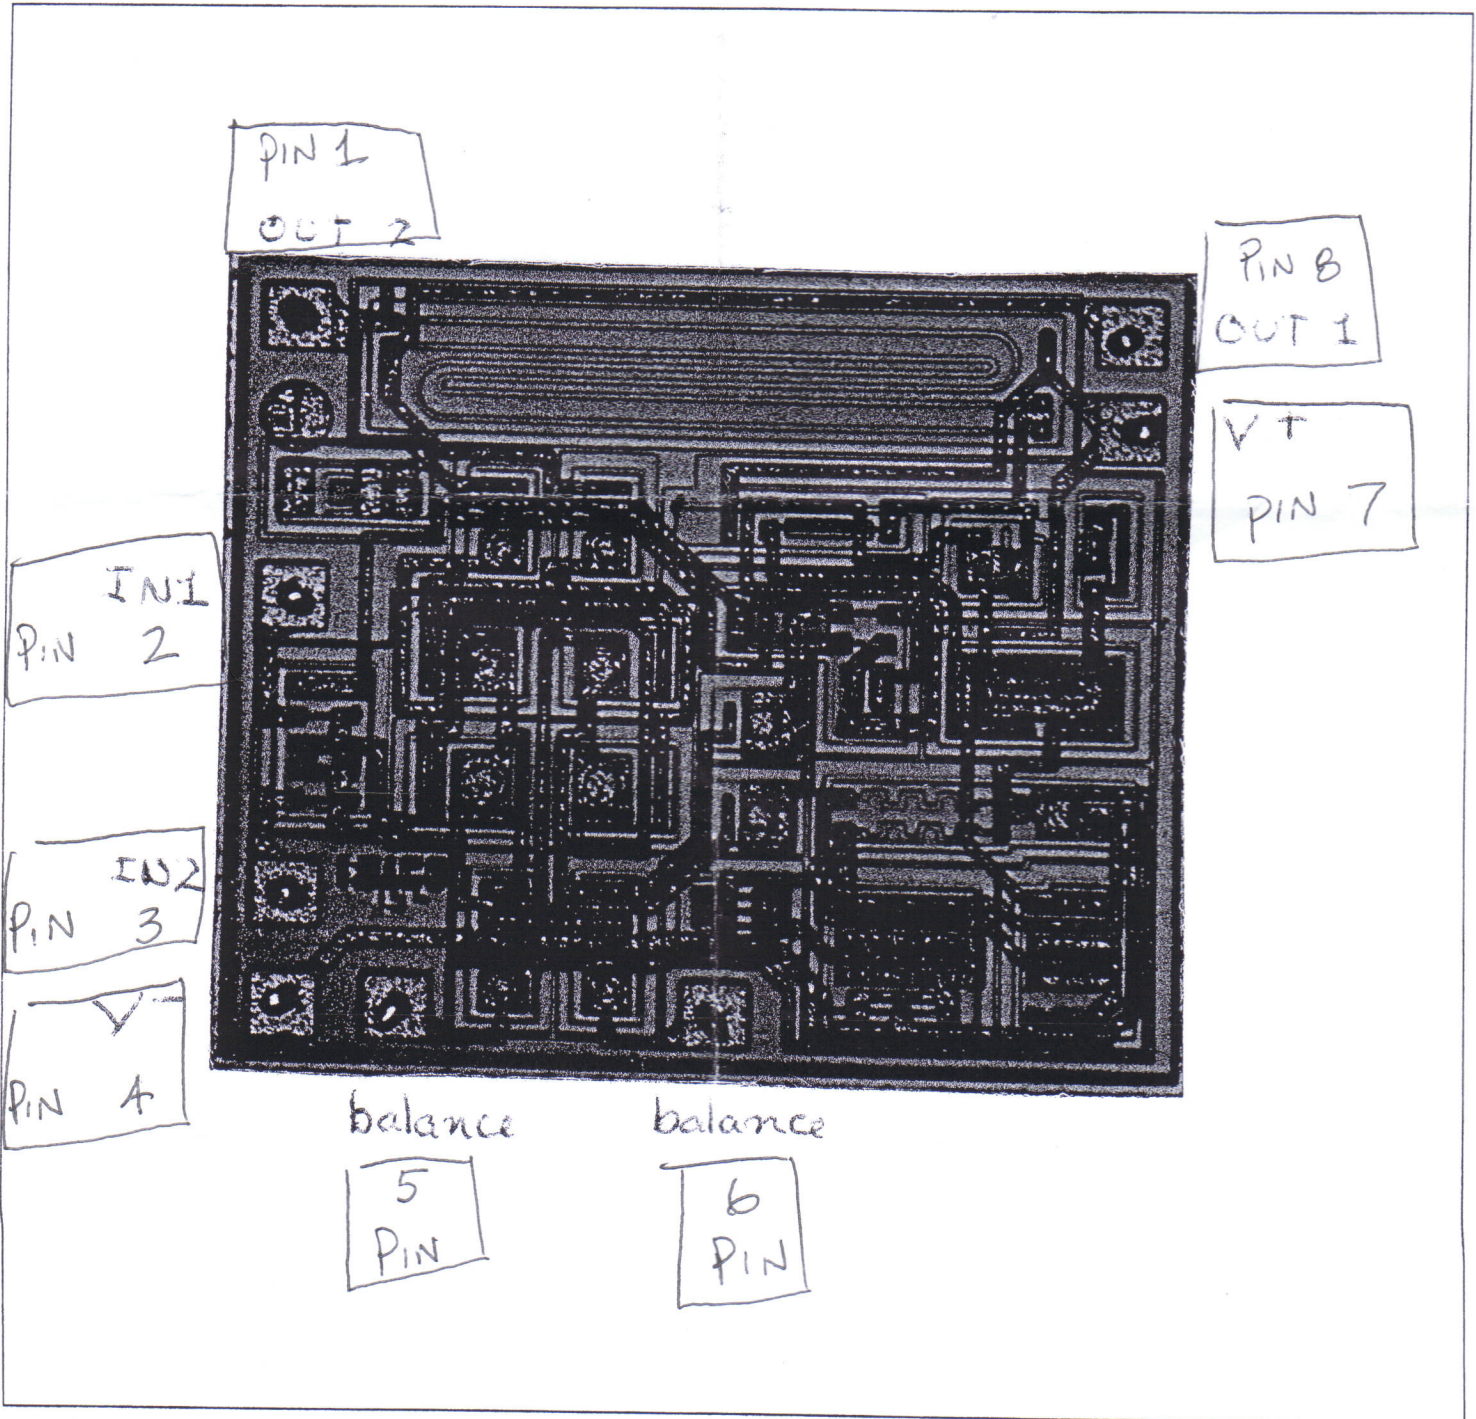 PIN 1
OUT 2
PIN 8
OUT 1
V +
PIN 7
IN1
PIN 2
IN2
PIN 3
V-
PIN 4
balance
balance
5
PIN
6
PIN